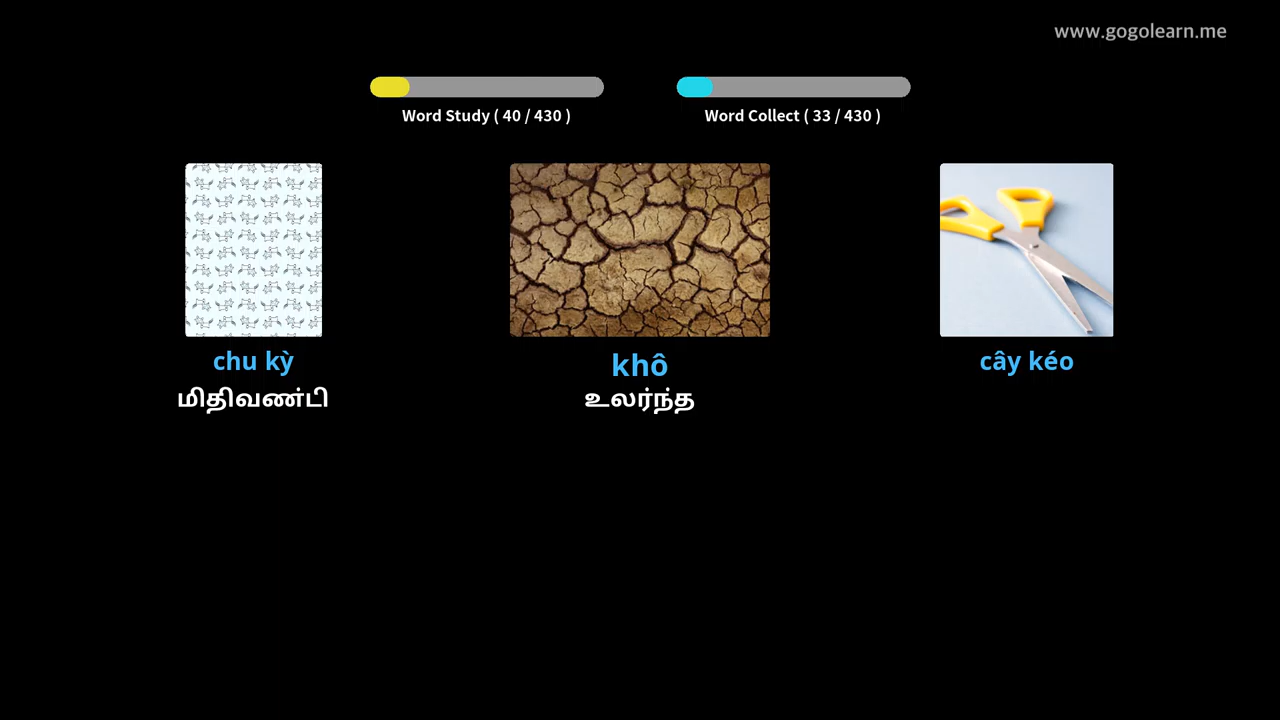 www.gogolearn.me
Word Study ( 40 / 430 )
Word Collect ( 33 / 430 )
chu kỳ
khô
cây kéo
மிதிவண்டி
உலர்ந்த